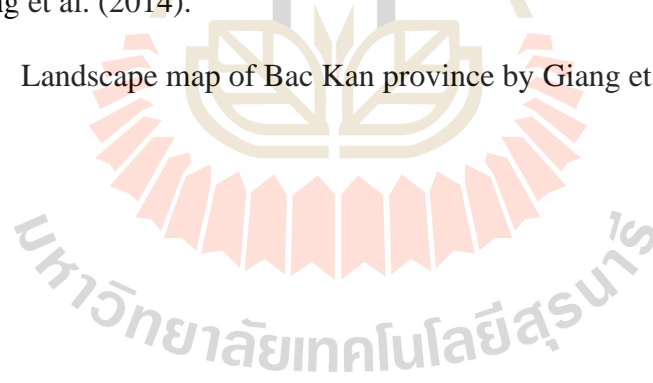 ng et al. (2014).
Landscape map of Bac Kan province by Giang et
มหาวิทยาลัยเทคโนโลยีสุรนารี